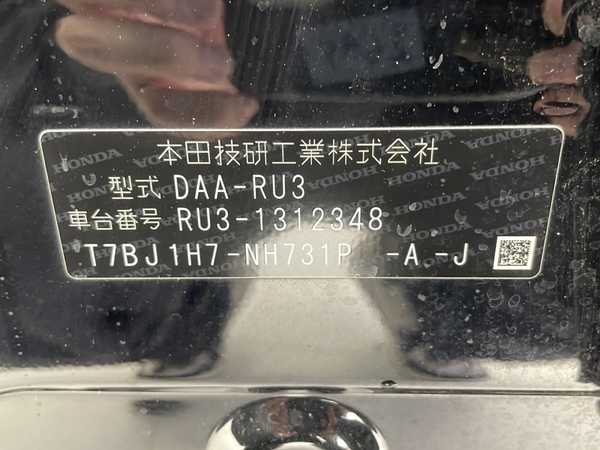 本田技研工業株式会社
型式 DAA-RU3
車台番号 RU3-1312348
T7BJ1H7-NH731P -A -J